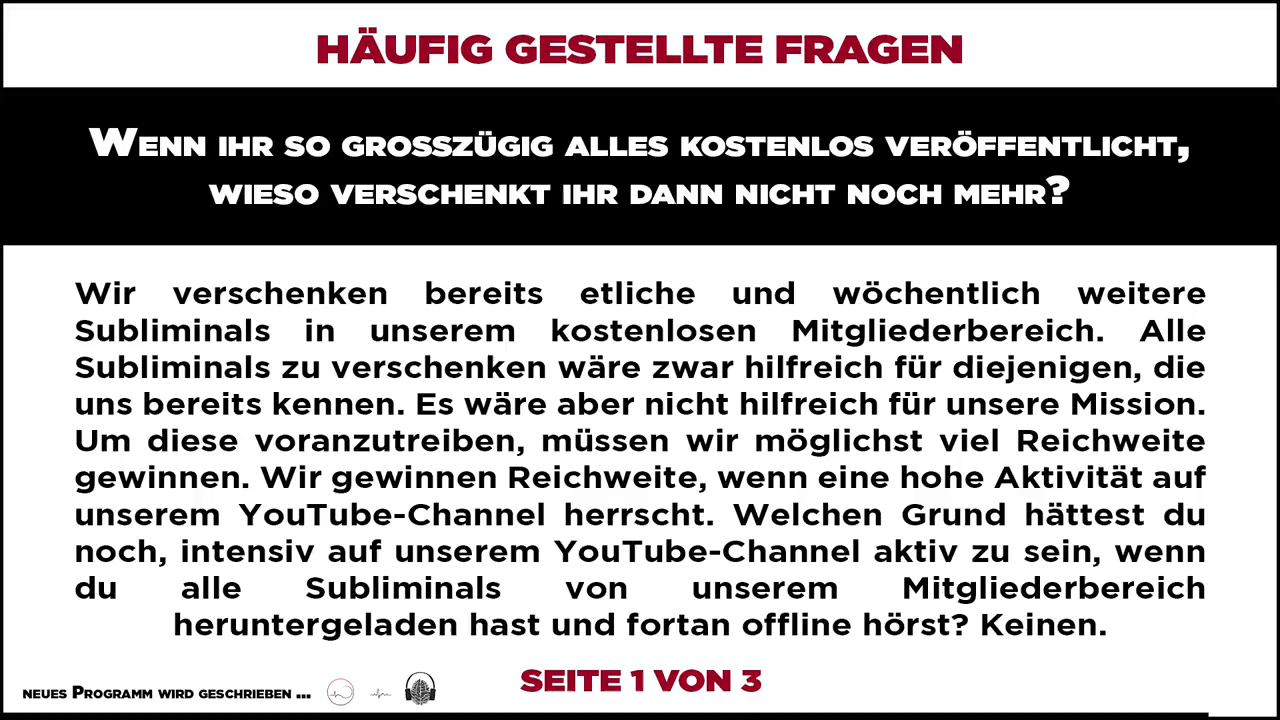 HÄUFIG GESTELLTE FRAGEN
WENN IHR SO GROSSZÜGIG ALLES KOSTENLOS VERÖFFENTLICHT,
WIESO VERSCHENKT IHR DANN NICHT NOCH MEHR?
Wir verschenken bereits etliche und wöchentlich weitere
Subliminals in unserem kostenlosen Mitgliederbereich. Alle
Subliminals zu verschenken wäre zwar hilfreich für diejenigen, die
uns bereits kennen. Es wäre aber nicht hilfreich für unsere Mission.
Um diese voranzutreiben, müssen wir möglichst viel Reichweite
gewinnen. Wir gewinnen Reichweite, wenn eine hohe Aktivität auf
unserem YouTube-Channel herrscht. Welchen Grund hättest du
noch, intensiv auf unserem YouTube-Channel aktiv zu sein, wenn
du alle Subliminals von unserem Mitgliederbereich
heruntergeladen hast und fortan offline hörst? Keinen.
NEUES PROGRAMM WIRD GESCHRIEBEN ...
SEITE 1 VON 3